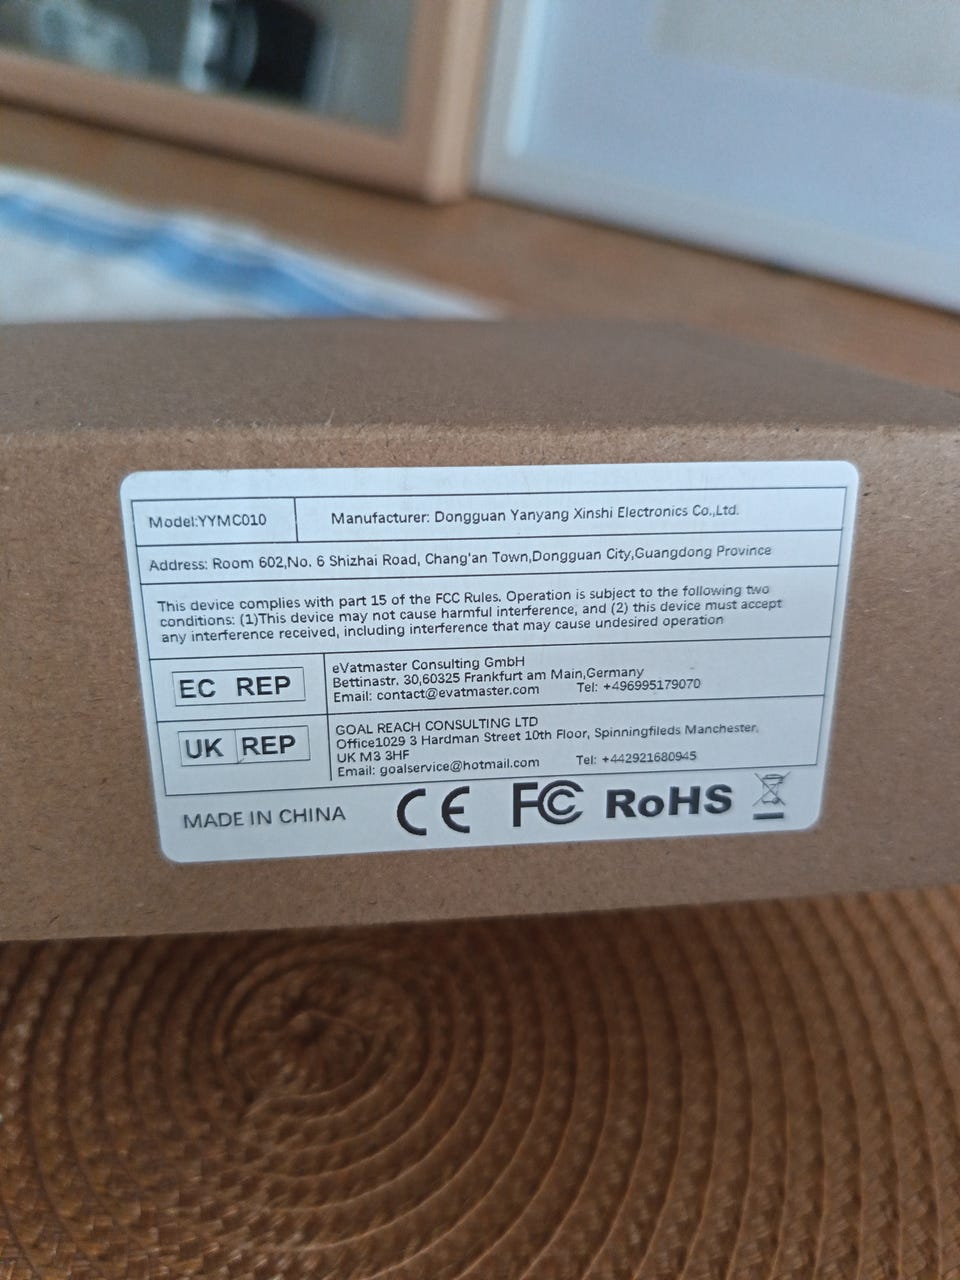 Model:YYMC010
Manufacturer: Dongguan Yanyang Xinshi Electronics Co.,Ltd.
Address: Room 602,No. 6 Shizhai Road, Chang'an Town,Dongguan City,Guangdong Province
This device complies with part 15 of the FCC Rules. Operation is subject to the following two
conditions: (1)This device may not cause harmful interference, and (2) this device must accept
any interference received, including interference that may cause undesired operation
EC REP
eVatmaster Consulting GmbH
Bettinastr. 30,60325 Frankfurt am Main,Germany
Email: contact@evatmaster.com Tel: +496995179070
UK REP
GOAL REACH CONSULTING LTD
Office1029 3 Hardman Street 10th Floor, Spinningfileds Manchester,
UK M3 3HF
Email: goalservice@hotmail.com Tel: +442921680945
MADE IN CHINA CE FC RoHS